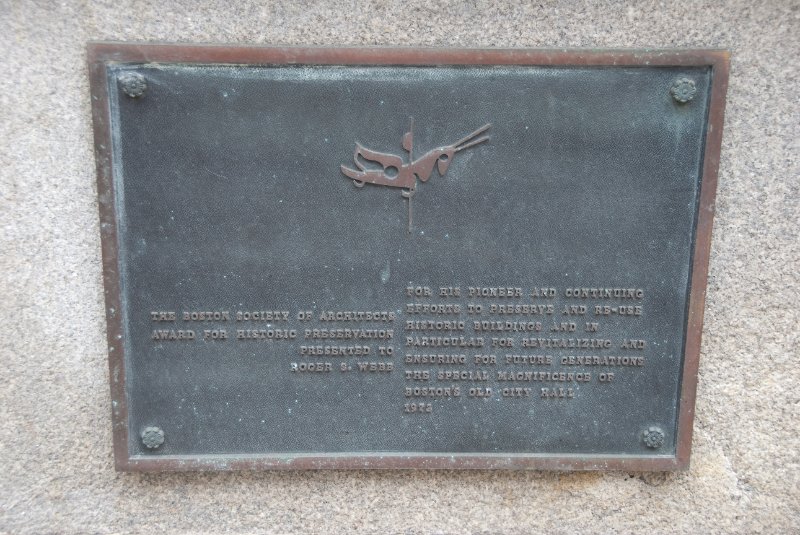 THE BOSTON SOCIETY OF ARCHITECTS
AWARD FOR HISTORIC PRESERVATION
PRESENTED TO
ROGER S. WEBB
FOR HIS PIONEER AND CONTINUING
EFFORTS TO PRESERVE AND RE-USE
HISTORIC BUILDINGS AND IN
PARTICULAR FOR REVITALIZING AND
ENSURING FOR FUTURE GENERATIONS
THE SPECIAL MAGNIFICENCE OF
BOSTON'S OLD CITY HALL
1972